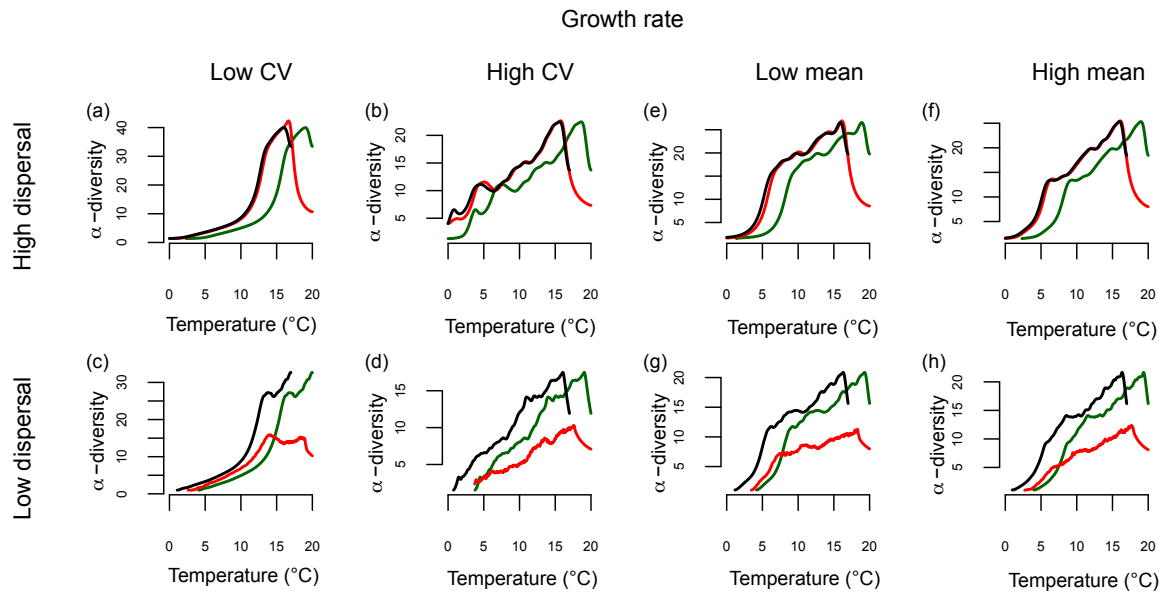 Growth rate
Low CV High CV Low mean High mean
High dispersal
(a)
α−diversity
0 10 20 30 40
0 5 10 15 20
Temperature (°C)
(b)
α−diversity
5 10 15 20
0 5 10 15 20
Temperature (°C)
(e)
α−diversity
5 10 20
0 5 10 15 20
Temperature (°C)
(f)
α−diversity
5 10 20
0 5 10 15 20
Temperature (°C)
Low dispersal
(c)
α−diversity
0 10 20 30
0 5 10 15 20
Temperature (°C)
(d)
α−diversity
5 10 15
0 5 10 15 20
Temperature (°C)
(g)
α−diversity
5 10 15 20
0 5 10 15 20
Temperature (°C)
(h)
α−diversity
5 10 15 20
0 5 10 15 20
Temperature (°C)